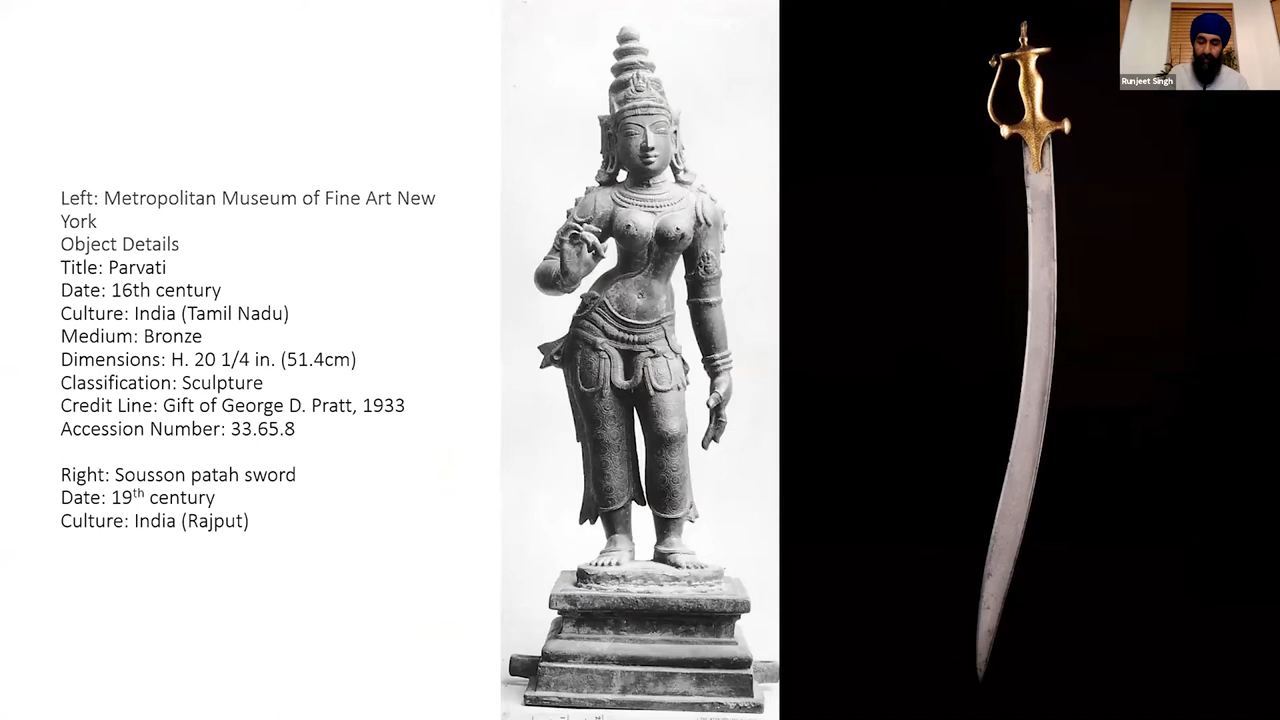 Left: Metropolitan Museum of Fine Art New
York
Object Details
Title: Parvati
Date: 16th century
Culture: India (Tamil Nadu)
Medium: Bronze
Dimensions: H. 20 1/4 in. (51.4cm)
Classification: Sculpture
Credit Line: Gift of George D. Pratt, 1933
Accession Number: 33.65.8
Right: Sousson patah sword
Date: 19th century
Culture: India (Rajput)
Runjeet Singh